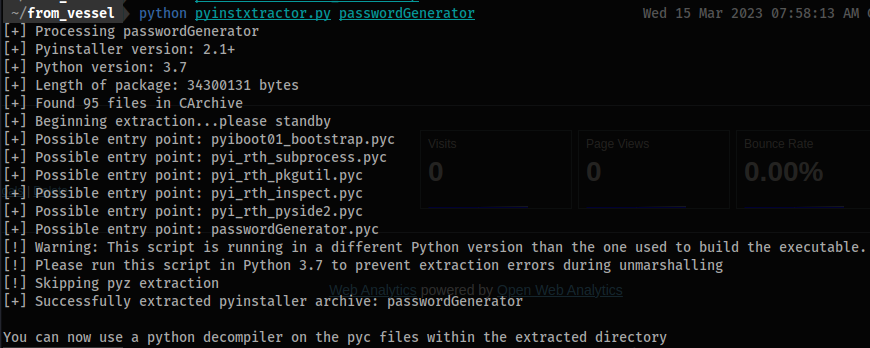 ~/from_vessel python pyinstxtractor.py passwordGenerator Wed 15 Mar 2023 07:58:13 AM
[+] Processing passwordGenerator
[+] Pyinstaller version: 2.1+
[+] Python version: 3.7
[+] Length of package: 34300131 bytes
[+] Found 95 files in CArchive
[+] Beginning extraction...please standby
[+] Possible entry point: pyiboot01_bootstrap.pyc
[+] Possible entry point: pyi_rth_subprocess.pyc
[+] Possible entry point: pyi_rth_pkgutil.pyc
[+] Possible entry point: pyi_rth_inspect.pyc
[+] Possible entry point: pyi_rth_pyside2.pyc
[+] Possible entry point: passwordGenerator.pyc
[!] Warning: This script is running in a different Python version than the one used to build the executable.
[!] Please run this script in Python 3.7 to prevent extraction errors during unmarshalling
[!] Skipping pyz extraction
[+] Successfully extracted pyinstaller archive: passwordGenerator
You can now use a python decompiler on the pyc files within the extracted directory
Visits Page Views Bounce Rate
0 0 0.00%
Web Analytics powered by Open Web Analytics